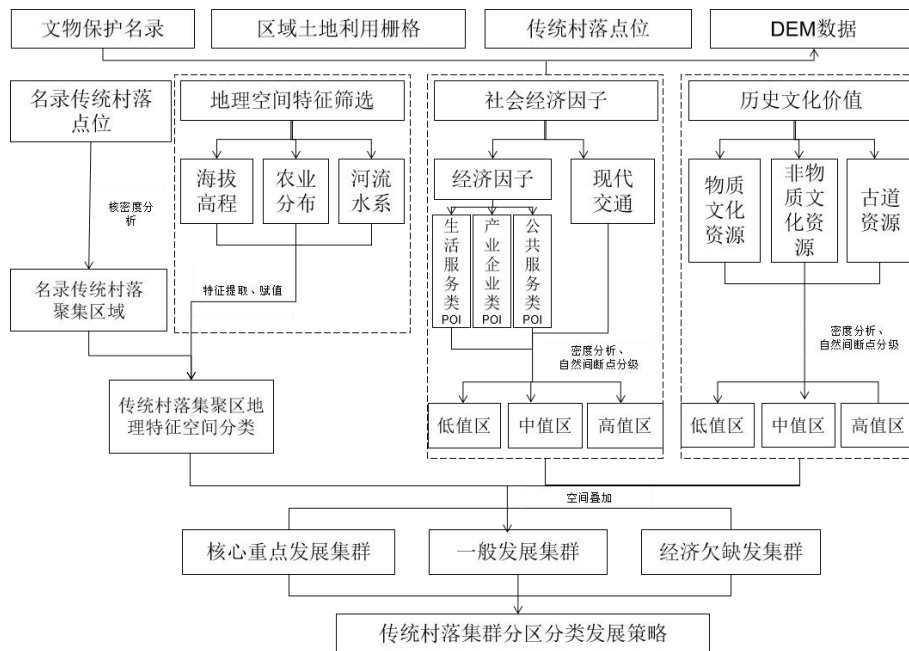 文物保护名录
区域土地利用栅格
传统村落点位
DEM数据
名录传统村落
点位
地理空间特征筛选
社会经济因子
历史文化价值
海拔
高程
农业
分布
河流
水系
经济因子
现代
交通
物质
文化
资源
非物
质文
化资
源
古道
资源
核密度分
析
生活服务类POI
产业企业类POI
公共服务类POI
名录传统村落
聚集区域
特征提取、赋值
密度分析、
自然间断点分级
密度分析、
自然间断点分级
传统村落集聚区地
理特征空间分类
低值区
中值区
高值区
低值区
中值区
高值区
空间叠加
核心重点发展集群
一般发展集群
经济欠缺发集群
传统村落集群分区分类发展策略